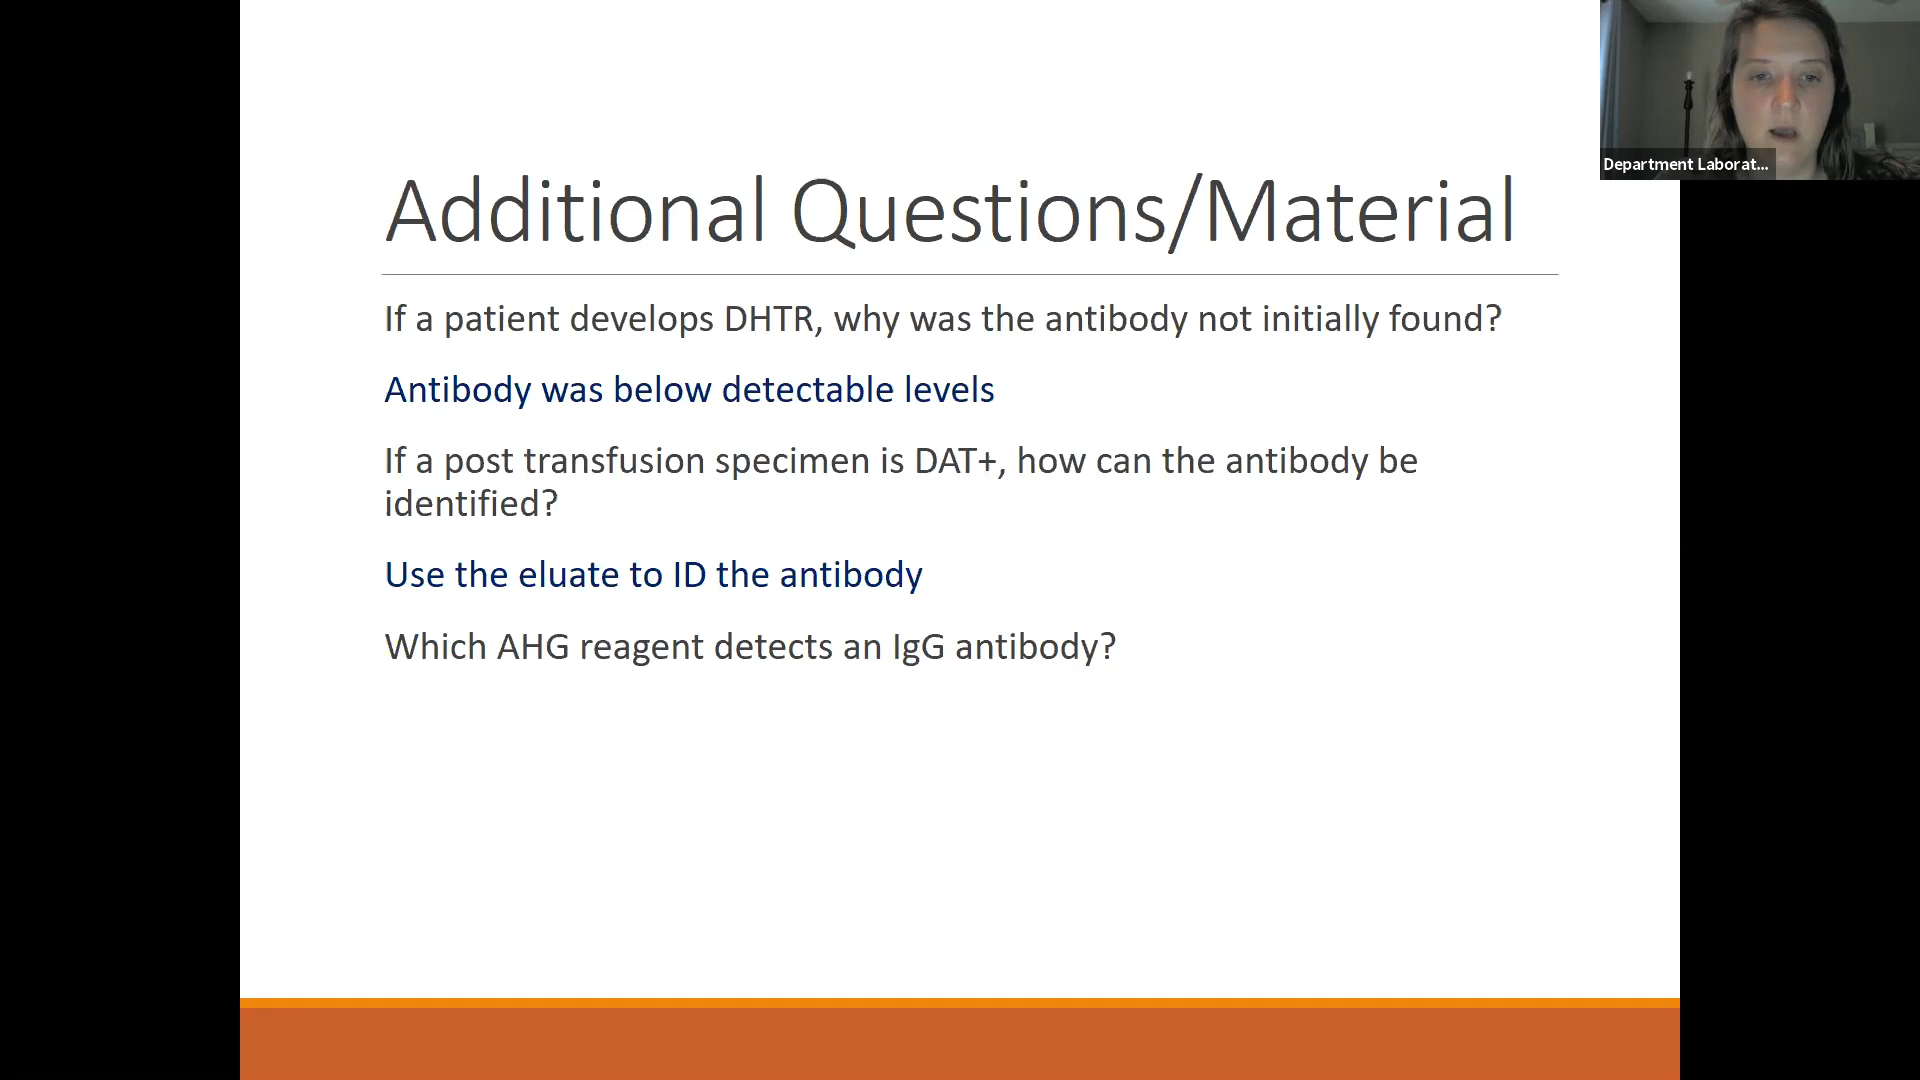 Department Laborat...
Additional Questions/Material
If a patient develops DHTR, why was the antibody not initially found?
Antibody was below detectable levels
If a post transfusion specimen is DAT+, how can the antibody be
identified?
Use the eluate to ID the antibody
Which AHG reagent detects an IgG antibody?